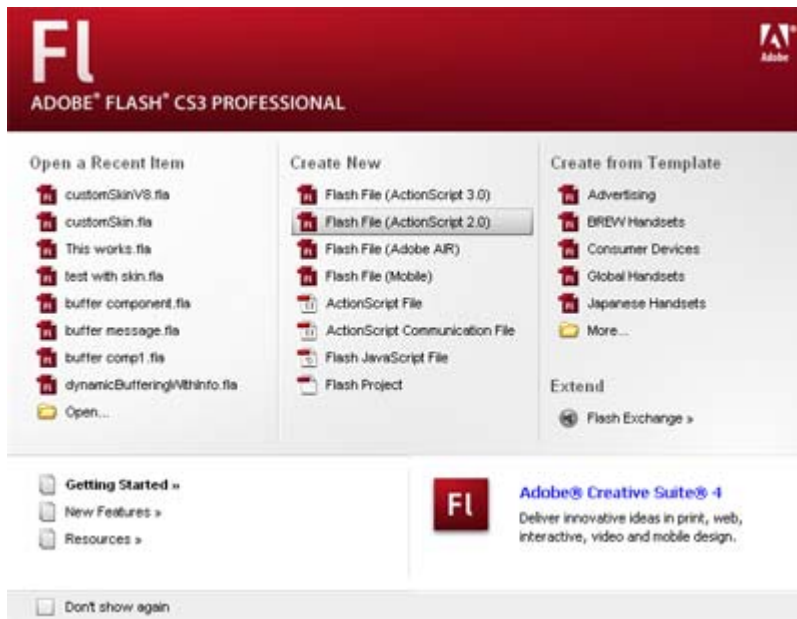 Fl
Adobe
ADOBE® FLASH® CS3 PROFESSIONAL
Open a Recent Item
customSkinV8.fla
customSkin.fla
This works.fla
test with skin.fla
buffer component.fla
buffer message.fla
buffer comp1.fla
dynamicBufferingWithInfo.fla
Open...
Create New
Flash File (ActionScript 3.0)
Flash File (ActionScript 2.0)
Flash File (Adobe AIR)
Flash File (Mobile)
ActionScript File
ActionScript Communication File
Flash JavaScript File
Flash Project
Create from Template
Advertising
BREW Handsets
Consumer Devices
Global Handsets
Japanese Handsets
More...
Extend
Flash Exchange »
Getting Started »
New Features »
Resources »
Fl
Adobe® Creative Suite® 4
Deliver innovative ideas in print, web,
interactive, video and mobile design.
Don't show again